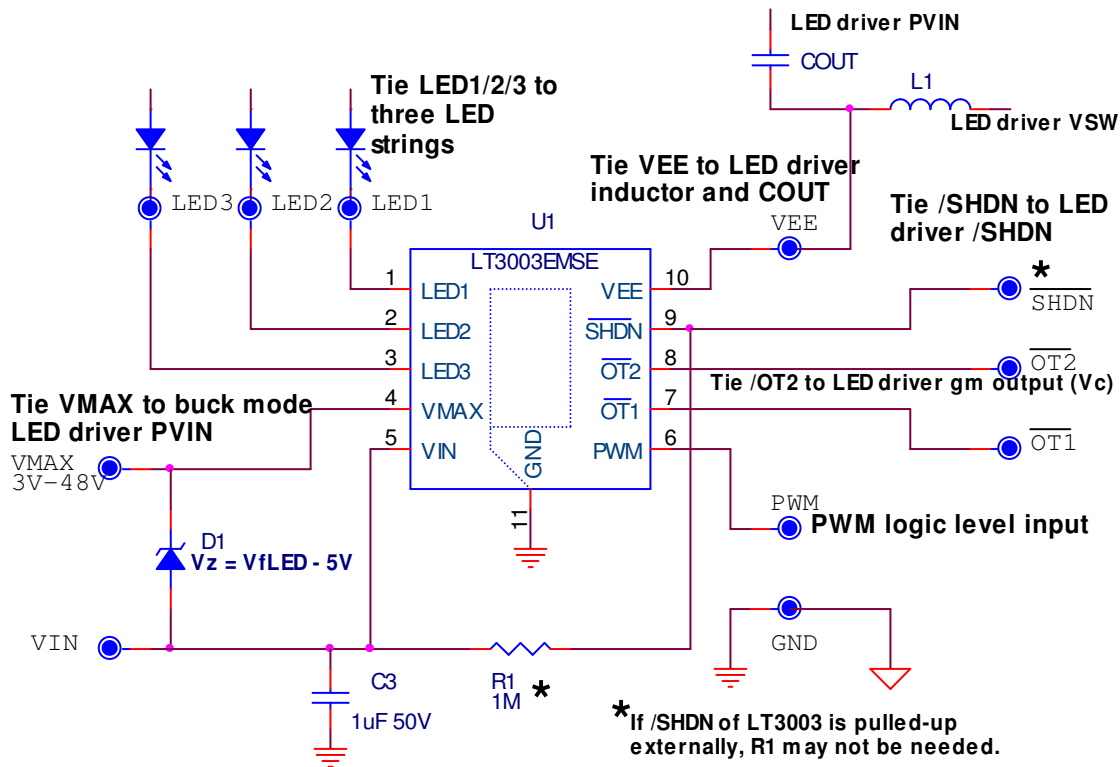 LED driver PVIN
COUT
L1
LED driver VSW
Tie LED1/2/3 to
three LED
strings
LED3
LED2
LED1
Tie VEE to LED driver
inductor and COUT
VEE
Tie /SHDN to LED
driver /SHDN
*
SHDN
U1
LT3003EMSE
1
LED1
2
LED2
3
LED3
4
VMAX
5
VIN
GND
11
10
VEE
9
SHDN
8
OT2
7
OT1
6
PWM
OT2
Tie /OT2 to LED driver gm output (Vc)
OT1
Tie VMAX to buck mode
LED driver PVIN
VMAX
3V-48V
PWM
PWM logic level input
D1
Vz = VfLED - 5V
VIN
GND
C3
1uF 50V
R1
1M *
*If /SHDN of LT3003 is pulled-up
externally, R1 may not be needed.